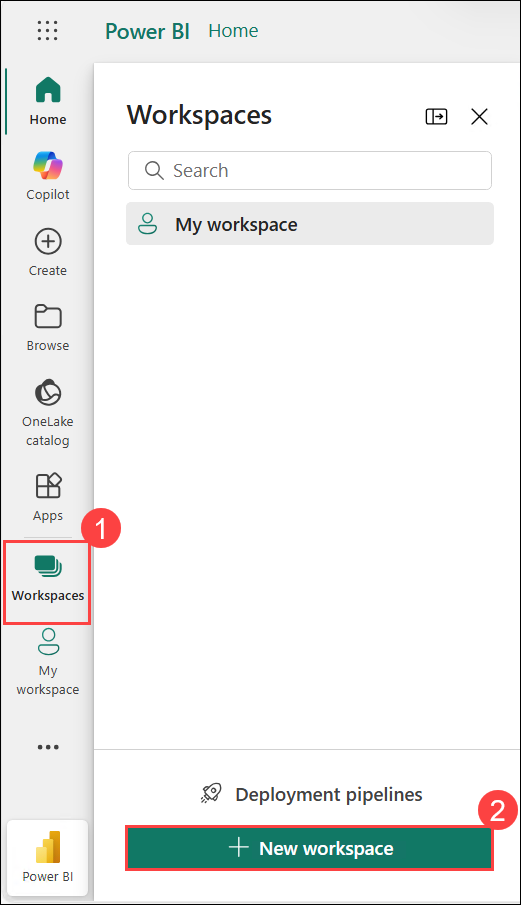 Power BI Home
Home
Copilot
Create
Browse
OneLake
catalog
Apps
1
Workspaces
My
workspace
Power BI
Workspaces
Search
My workspace
Deployment pipelines
2
New workspace